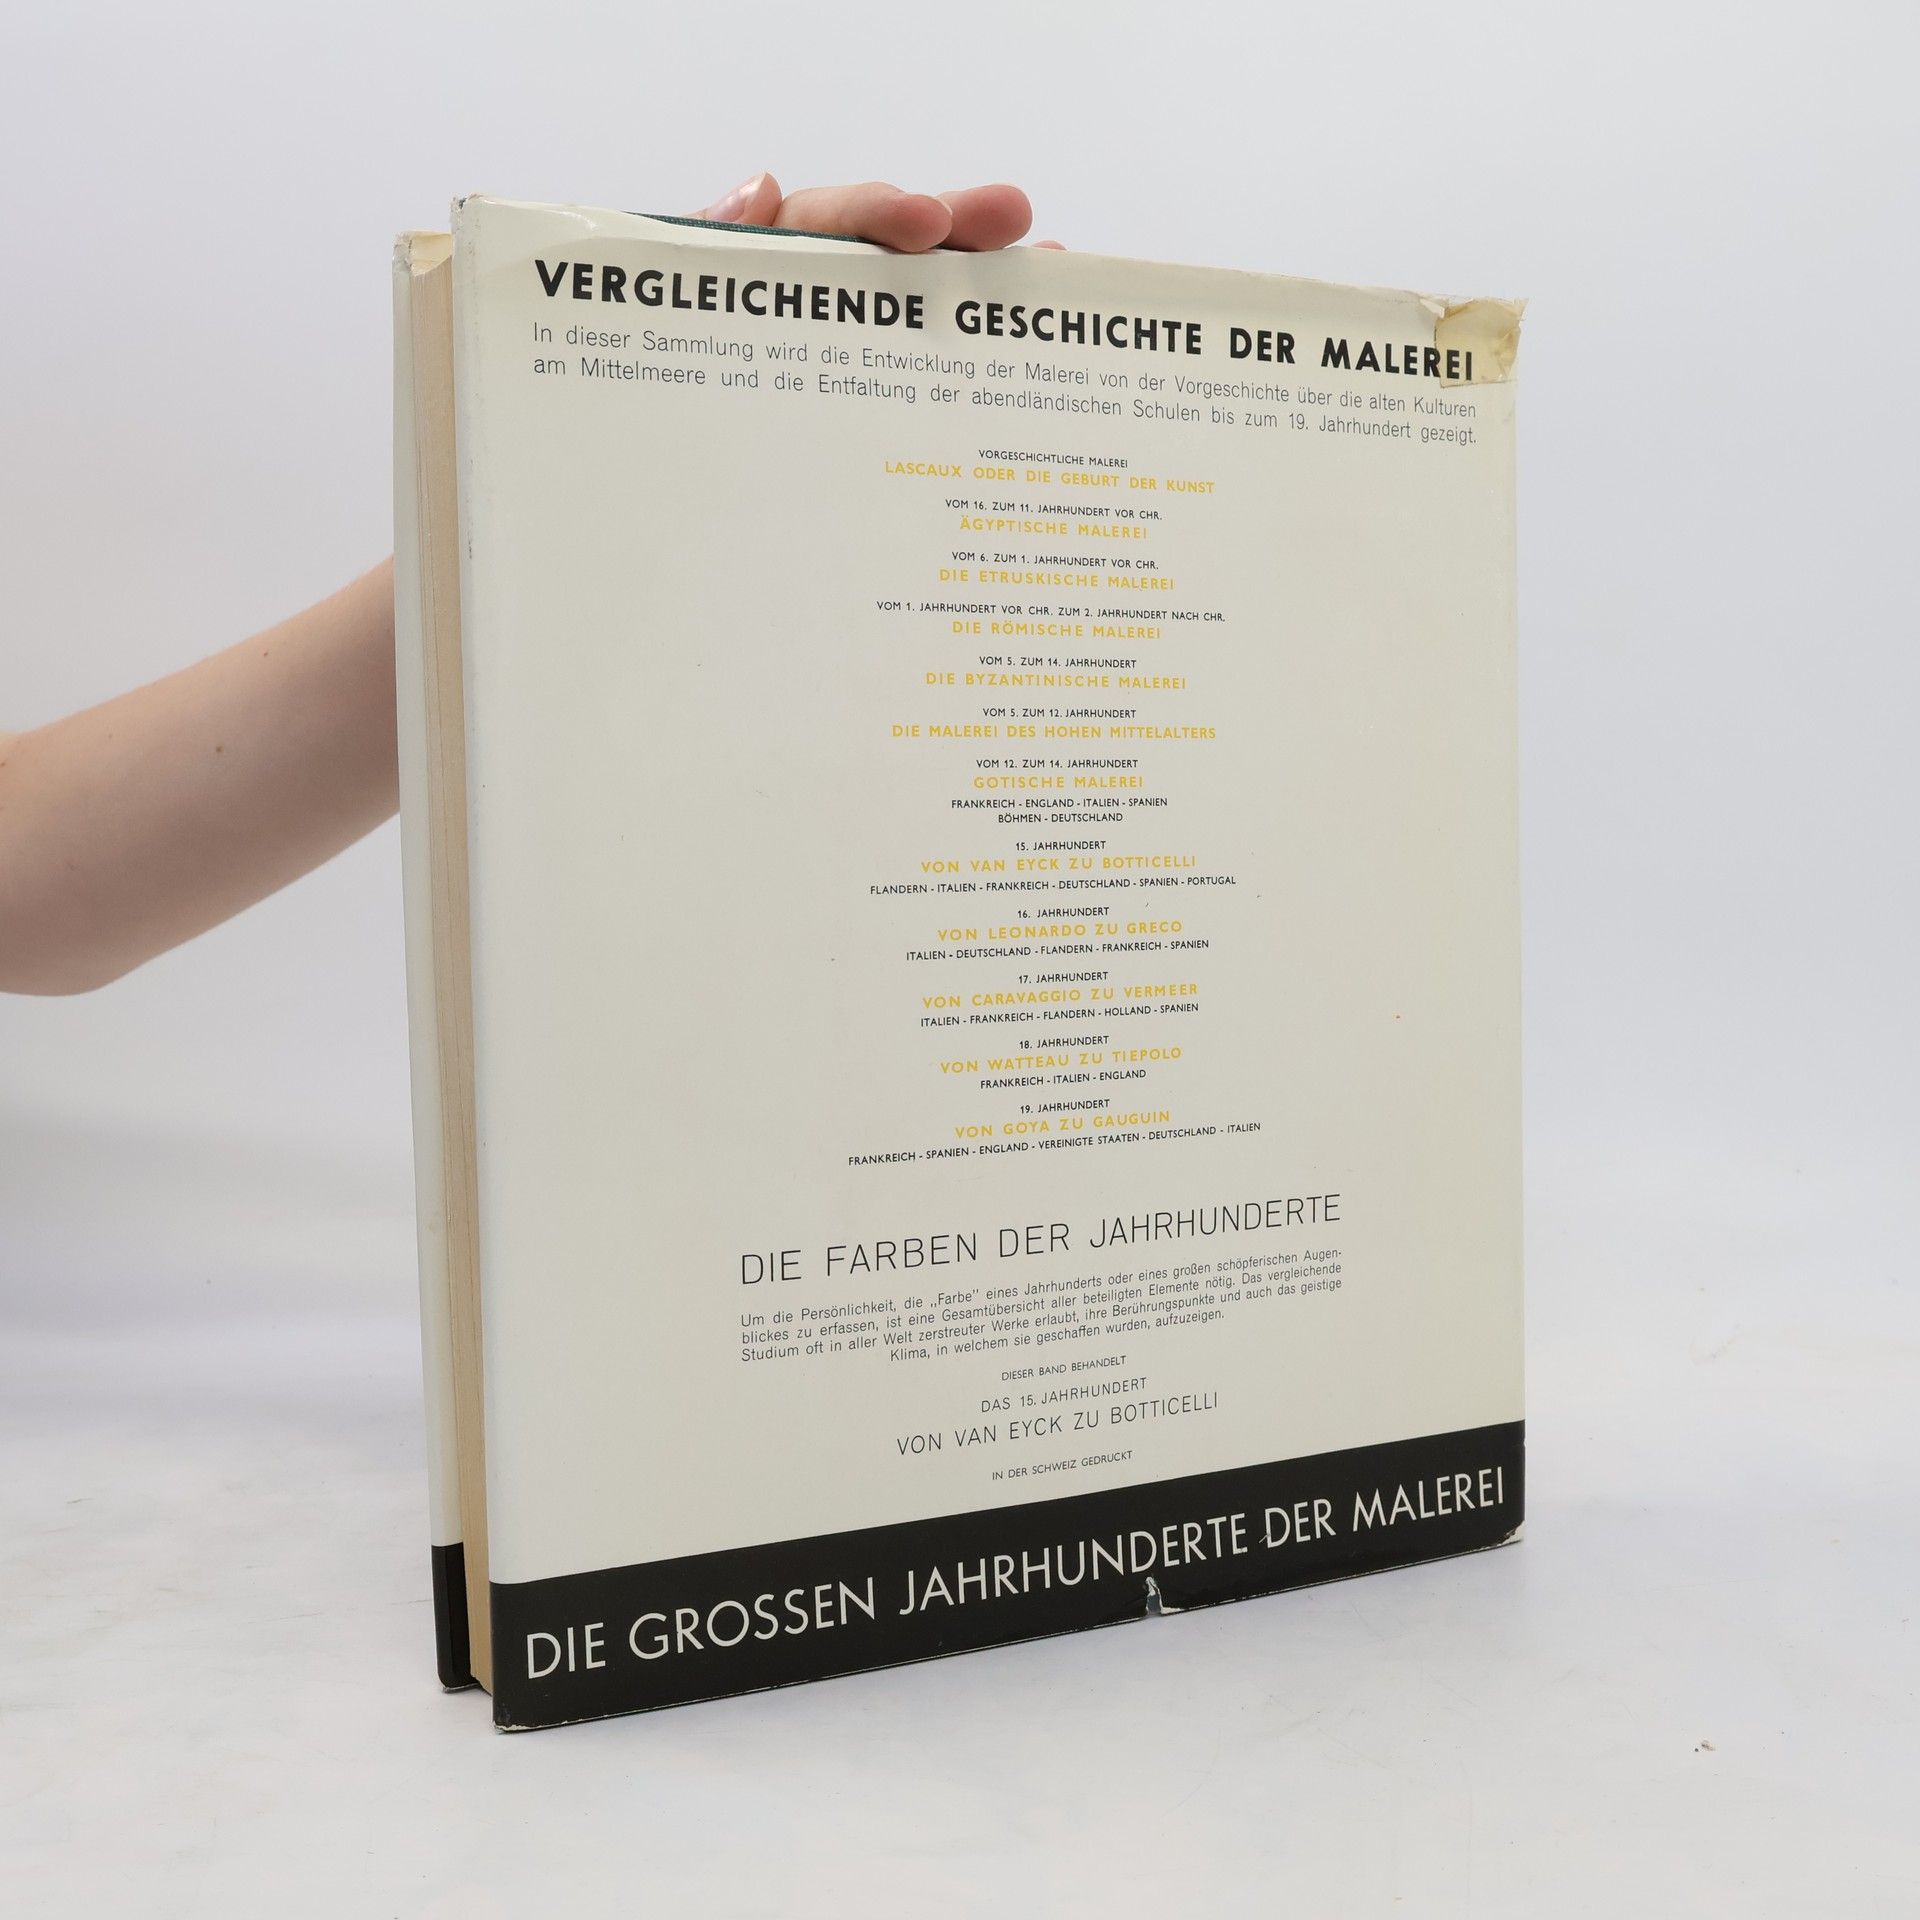 VERGLEICHENDE GESCHICHTE DER MALEREI
In dieser Sammlung wird die Entwicklung der Malerei von der Vorgeschichte über die alten Kulturen
am Mittelmeere und die Entfaltung der abendländischen Schulen bis zum 19. Jahrhundert gezeigt.
VORGESCHICHTLICHE MALEREI
LASCAUX ODER DIE GEBURT DER KUNST
VOM 16. ZUM 11. JAHRHUNDERT VOR CHR.
ÄGYPTISCHE MALEREI
VOM 6. ZUM 1. JAHRHUNDERT VOR CHR.
DIE ETRUSKISCHE MALEREI
VOM 1. JAHRHUNDERT VOR CHR. ZUM 2. JAHRHUNDERT NACH CHR.
DIE RÖMISCHE MALEREI
VOM 5. ZUM 14. JAHRHUNDERT
DIE BYZANTINISCHE MALEREI
VOM 5. ZUM 12. JAHRHUNDERT
DIE MALEREI DES HOHEN MITTELALTERS
VOM 12. ZUM 14. JAHRHUNDERT
GOTISCHE MALEREI
FRANKREICH - ENGLAND - ITALIEN - SPANIEN
BÖHMEN - DEUTSCHLAND
15. JAHRHUNDERT
VON VAN EYCK ZU BOTTICELLI
FLANDERN - ITALIEN - FRANKREICH - DEUTSCHLAND - SPANIEN - PORTUGAL
16. JAHRHUNDERT
VON LEONARDO ZU GRECO
ITALIEN - DEUTSCHLAND - FLANDERN - FRANKREICH - SPANIEN
17. JAHRHUNDERT
VON CARAVAGGIO ZU VERMEER
ITALIEN - FRANKREICH - FLANDERN - HOLLAND - SPANIEN
18. JAHRHUNDERT
VON WATTEAU ZU TIEPOLO
FRANKREICH - ITALIEN - ENGLAND
19. JAHRHUNDERT
VON GOYA ZU GAUGUIN
FRANKREICH - SPANIEN - ENGLAND - VEREINIGTE STAATEN - DEUTSCHLAND - ITALIEN
DIE FARBEN DER JAHRHUNDERTE
Um die Persönlichkeit, die „Farbe" eines Jahrhunderts oder eines großen schöpferischen Augen-
blickes zu erfassen, ist eine Gesamtübersicht aller beteiligten Elemente nötig. Das vergleichende
Studium oft in aller Welt zerstreuter Werke erlaubt, ihre Berührungspunkte und auch das geistige
Klima, in welchem sie geschaffen wurden, aufzuzeigen.
DIESER BAND BEHANDELT
DAS 15. JAHRHUNDERT
VON VAN EYCK ZU BOTTICELLI
IN DER SCHWEIZ GEDRUCKT
DIE GROSSEN JAHRHUNDERTE DER MALEREI